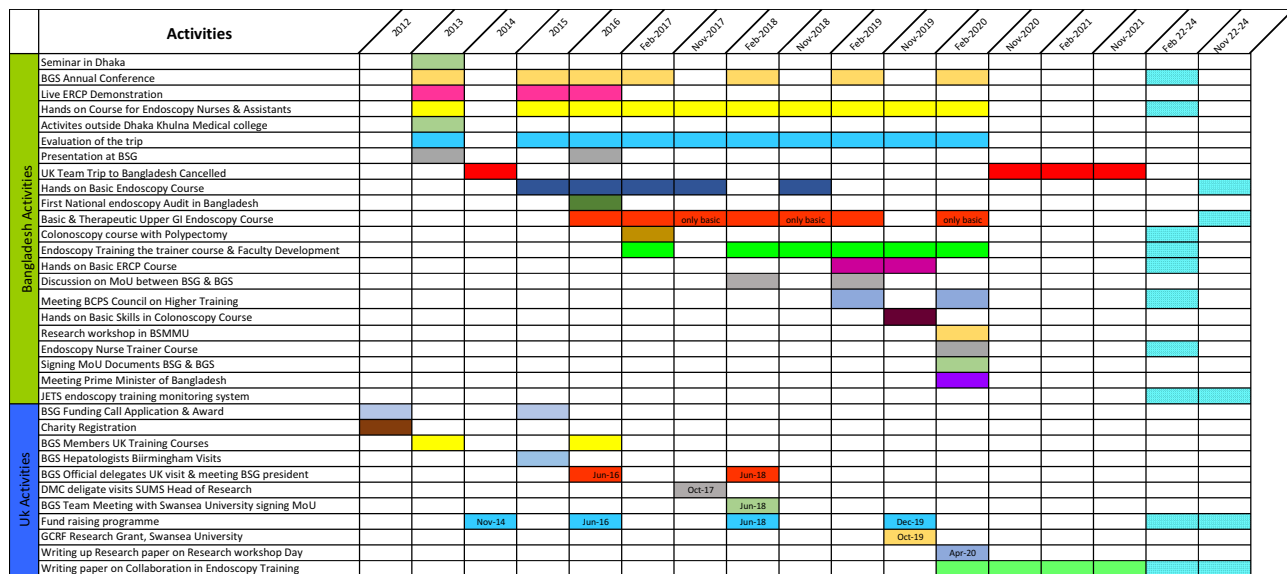 Activities
2012
2013
2014
2015
2016
Feb-2017
Nov-2017
Feb-2018
Nov-2018
Feb-2019
Nov-2019
Feb-2020
Nov-2020
Feb-2021
Nov-2021
Feb 22-24
Nov 22-24
Bangladesh Activities
Seminar in Dhaka
BGS Annual Conference
Live ERCP Demonstration
Hands on Course for Endoscopy Nurses & Assistants
Activites outside Dhaka Khulna Medical college
Evaluation of the trip
Presentation at BSG
UK Team Trip to Bangladesh Cancelled
Hands on Basic Endoscopy Course
First National endoscopy Audit in Bangladesh
Basic & Therapeutic Upper GI Endoscopy Course
only basic
only basic
only basic
Colonoscopy course with Polypectomy
Endoscopy Training the trainer course & Faculty Development
Hands on Basic ERCP Course
Discussion on MoU between BSG & BGS
Meeting BCPS Council on Higher Training
Hands on Basic Skills in Colonoscopy Course
Research workshop in BSMMU
Endoscopy Nurse Trainer Course
Signing MoU Documents BSG & BGS
Meeting Prime Minister of Bangladesh
JETS endoscopy training monitoring system
Uk Activities
BSG Funding Call Application & Award
Charity Registration
BGS Members UK Training Courses
BGS Hepatologists Biirmingham Visits
BGS Official delegates UK visit & meeting BSG president
Jun-16
Jun-18
DMC deligate visits SUMS Head of Research
Oct-17
BGS Team Meeting with Swansea University signing MoU
Jun-18
Fund raising programme
Nov-14
Jun-16
Jun-18
Dec-19
GCRF Research Grant, Swansea University
Oct-19
Writing up Research paper on Research workshop Day
Apr-20
Writing paper on Collaboration in Endoscopy Training